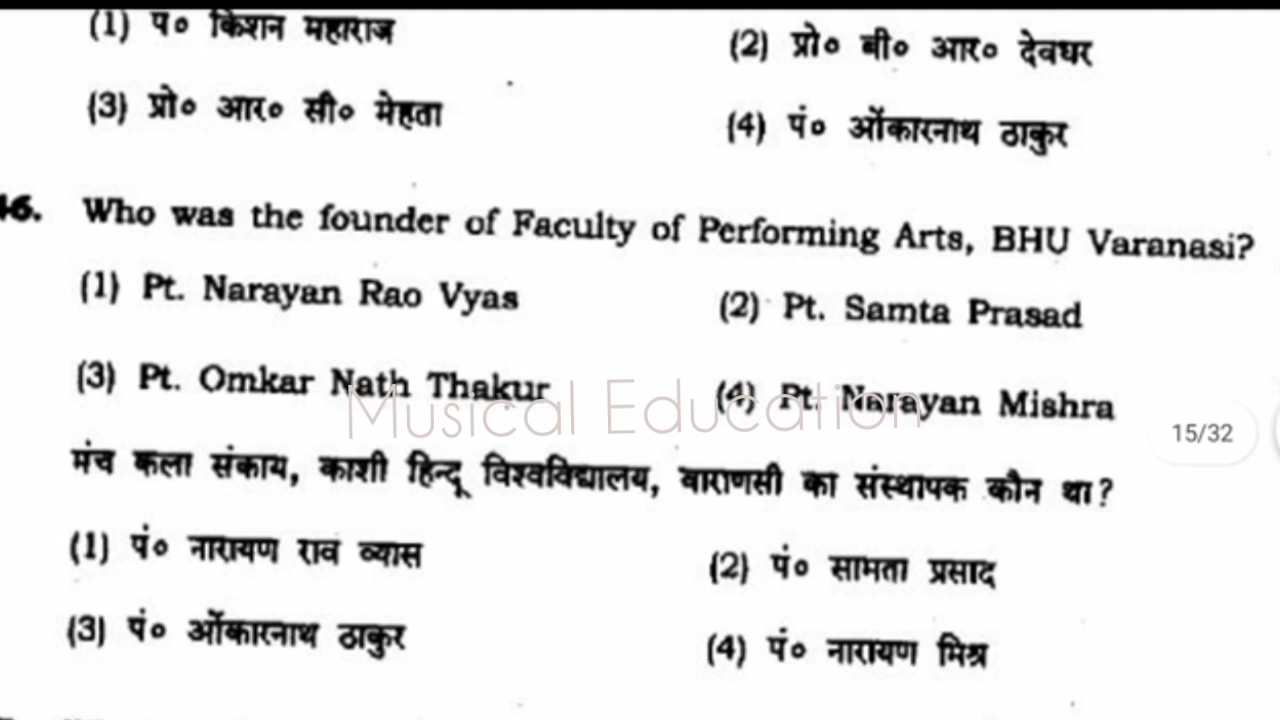 (1) पं० किशन महाराज (2) प्रो० बी० आर० देवधर
(3) प्रो० आर० सी० मेहता (4) पं० ओंकारनाथ ठाकुर
46. Who was the founder of Faculty of Performing Arts, BHU Varanasi?
(1) Pt. Narayan Rao Vyas (2) Pt. Samta Prasad
(3) Pt. Omkar Nath Thakur (4) Pt. Narayan Mishra
Musical Education
15/32
मंच कला संकाय, काशी हिन्दू विश्वविद्यालय, वाराणसी का संस्थापक कौन था?
(1) पं० नारायण राव व्यास (2) पं० सामता प्रसाद
(3) पं० ओंकारनाथ ठाकुर (4) पं० नारायण मिश्र